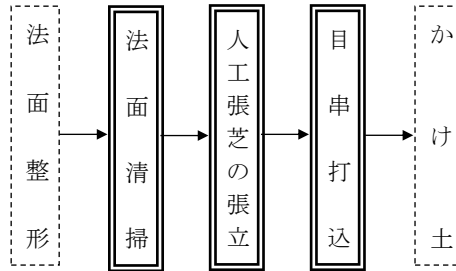 法面整形
法面清掃
人工張芝の張立
目串打込
かけ土